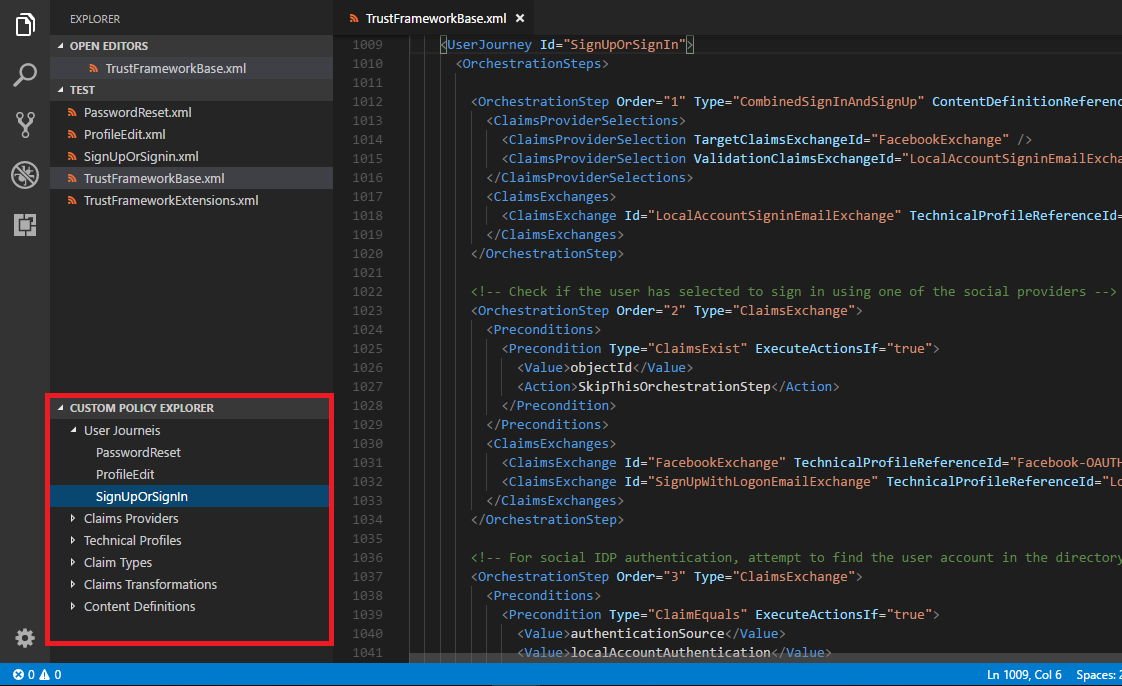 EXPLORER
OPEN EDITORS
TrustFrameworkBase.xml
TEST
PasswordReset.xml
ProfileEdit.xml
SignUpOrSignin.xml
TrustFrameworkBase.xml
TrustFrameworkExtensions.xml
CUSTOM POLICY EXPLORER
User Journeis
PasswordReset
ProfileEdit
SignUpOrSignIn
Claims Providers
Technical Profiles
Claim Types
Claims Transformations
Content Definitions
TrustFrameworkBase.xml ×
1009 <UserJourney Id="SignUpOrSignIn">
1010 <OrchestrationSteps>
1011
1012 <OrchestrationStep Order="1" Type="CombinedSignInAndSignUp" ContentDefinitionReferenc
1013 <ClaimsProviderSelections>
1014 <ClaimsProviderSelection TargetClaimsExchangeId="FacebookExchange" />
1015 <ClaimsProviderSelection ValidationClaimsExchangeId="LocalAccountSigninEmailExcha
1016 </ClaimsProviderSelections>
1017 <ClaimsExchanges>
1018 <ClaimsExchange Id="LocalAccountSigninEmailExchange" TechnicalProfileReferenceId=
1019 </ClaimsExchanges>
1020 </OrchestrationStep>
1021
1022 <!-- Check if the user has selected to sign in using one of the social providers -->
1023 <OrchestrationStep Order="2" Type="ClaimsExchange">
1024 <Preconditions>
1025 <Precondition Type="ClaimsExist" ExecuteActionsIf="true">
1026 <Value>objectId</Value>
1027 <Action>SkipThisOrchestrationStep</Action>
1028 </Precondition>
1029 </Preconditions>
1030 <ClaimsExchanges>
1031 <ClaimsExchange Id="FacebookExchange" TechnicalProfileReferenceId="Facebook-OAUTH
1032 <ClaimsExchange Id="SignUpWithLogonEmailExchange" TechnicalProfileReferenceId="Lo
1033 </ClaimsExchanges>
1034 </OrchestrationStep>
1035
1036 <!-- For social IDP authentication, attempt to find the user account in the directory
1037 <OrchestrationStep Order="3" Type="ClaimsExchange">
1038 <Preconditions>
1039 <Precondition Type="ClaimEquals" ExecuteActionsIf="true">
1040 <Value>authenticationSource</Value>
1041 <Value>localAccountAuthentication</Value>
0 0
Ln 1009, Col 6 Spaces: 2